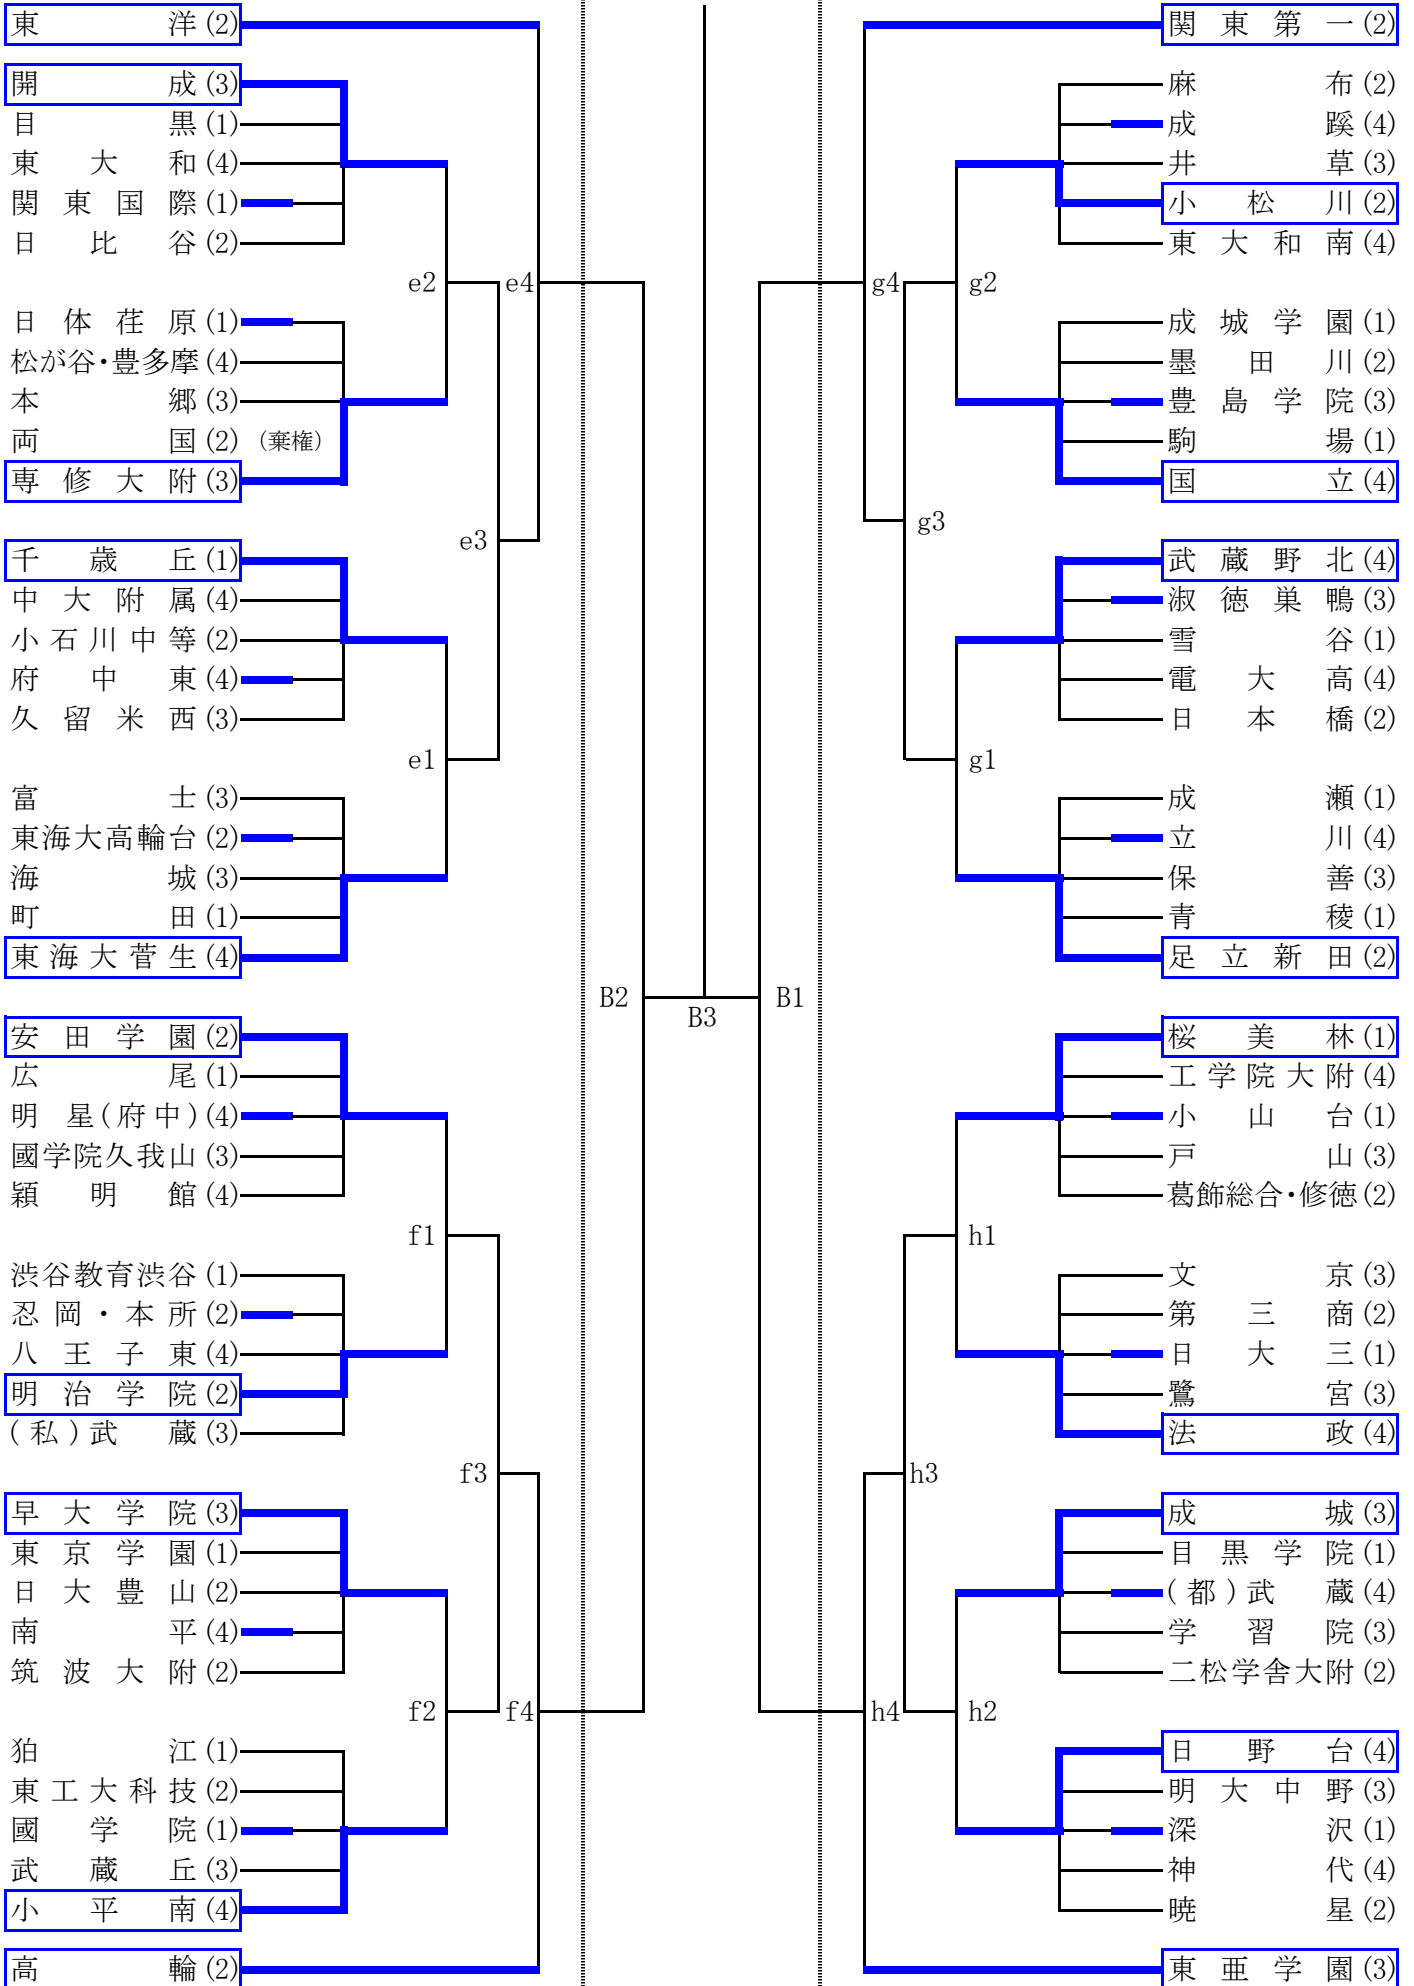 東洋(2)
開成(3)
目黒(1)
東大和(4)
関東国際(1)
日比谷(2)
e2
e4
日体荏原(1)
松が谷・豊多摩(4)
本郷(3)
両国(2) (棄権)
専修大附(3)
e3
千歳丘(1)
中大附属(4)
小石川中等(2)
府中東(4)
久留米西(3)
e1
富士(3)
東海大高輪台(2)
海城(3)
町田(1)
東海大菅生(4)
安田学園(2)
広尾(1)
明星(府中)(4)
國学院久我山(3)
穎明館(4)
f1
渋谷教育渋谷(1)
忍岡・本所(2)
八王子東(4)
明治学院(2)
(私)武蔵(3)
f3
早大学院(3)
東京学園(1)
日大豊山(2)
南平(4)
筑波大附(2)
f2
f4
狛江(1)
東工大科技(2)
國学院(1)
武蔵丘(3)
小平南(4)
高輪(2)
B2
B3
B1
関東第一(2)
麻布(2)
成蹊(4)
井草(3)
小松川(2)
東大和南(4)
g4
g2
成城学園(1)
墨田川(2)
豊島学院(3)
駒場(1)
国立(4)
g3
武蔵野北(4)
淑徳巣鴨(3)
雪谷(1)
電大高(4)
日本橋(2)
g1
成瀬(1)
立川(4)
保善(3)
青稜(1)
足立新田(2)
桜美林(1)
工学院大附(4)
小山台(1)
戸山(3)
葛飾総合・修徳(2)
h1
文京(3)
第三商(2)
日大三(1)
鷺宮(3)
法政(4)
h3
成城(3)
目黒学院(1)
(都)武蔵(4)
学習院(3)
二松学舎大附(2)
h4
h2
日野台(4)
明大中野(3)
深沢(1)
神代(4)
暁星(2)
東亜学園(3)